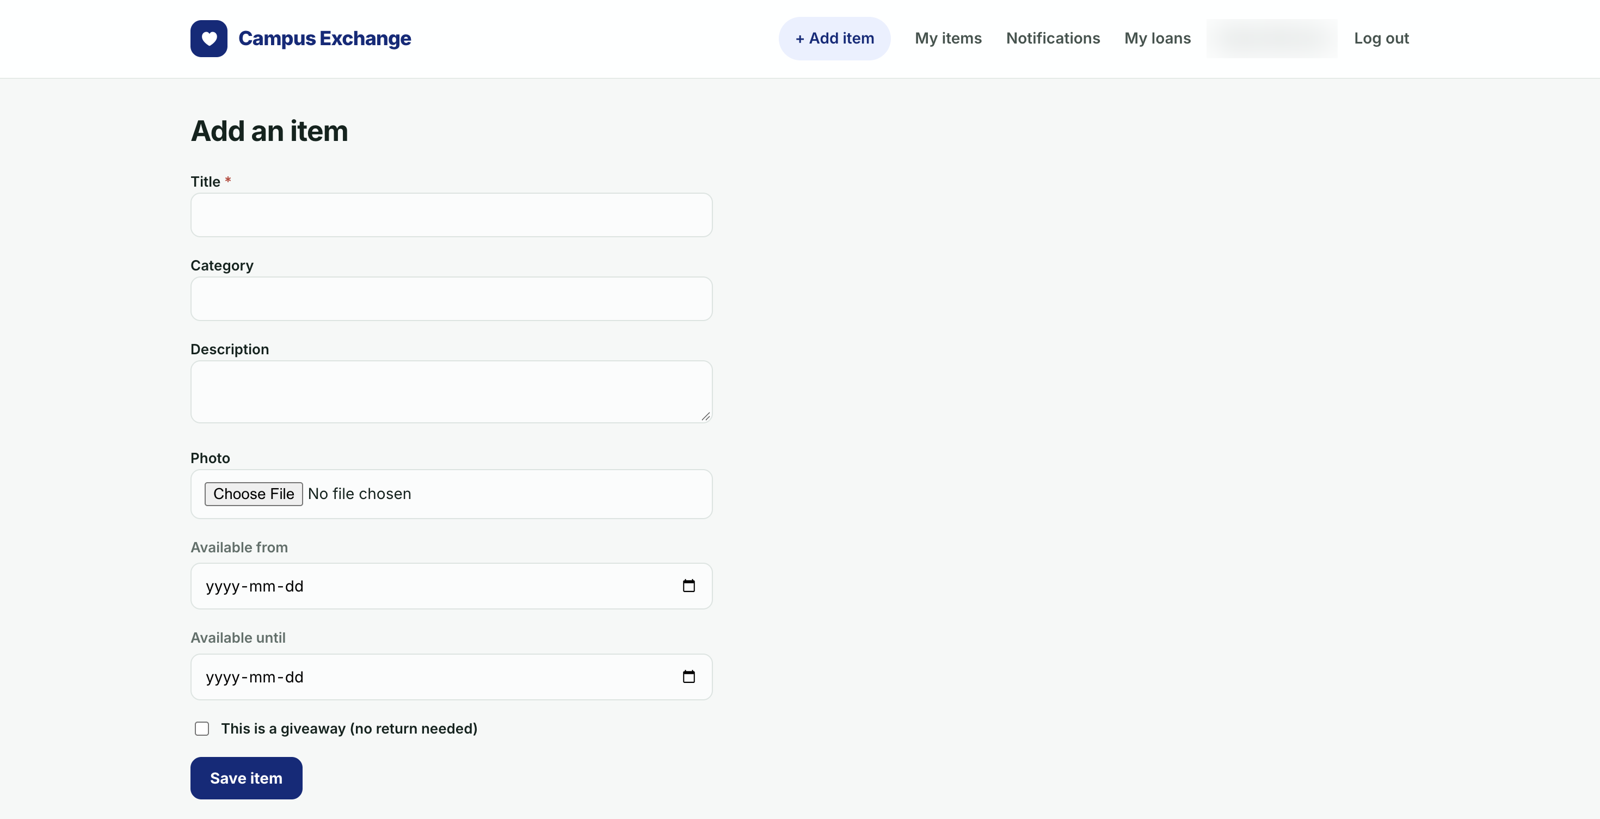 Campus Exchange
+ Add item
My items
Notifications
My loans
Log out
Add an item
Title *
Category
Description
Photo
Choose File No file chosen
Available from
yyyy-mm-dd
Available until
yyyy-mm-dd
This is a giveaway (no return needed)
Save item